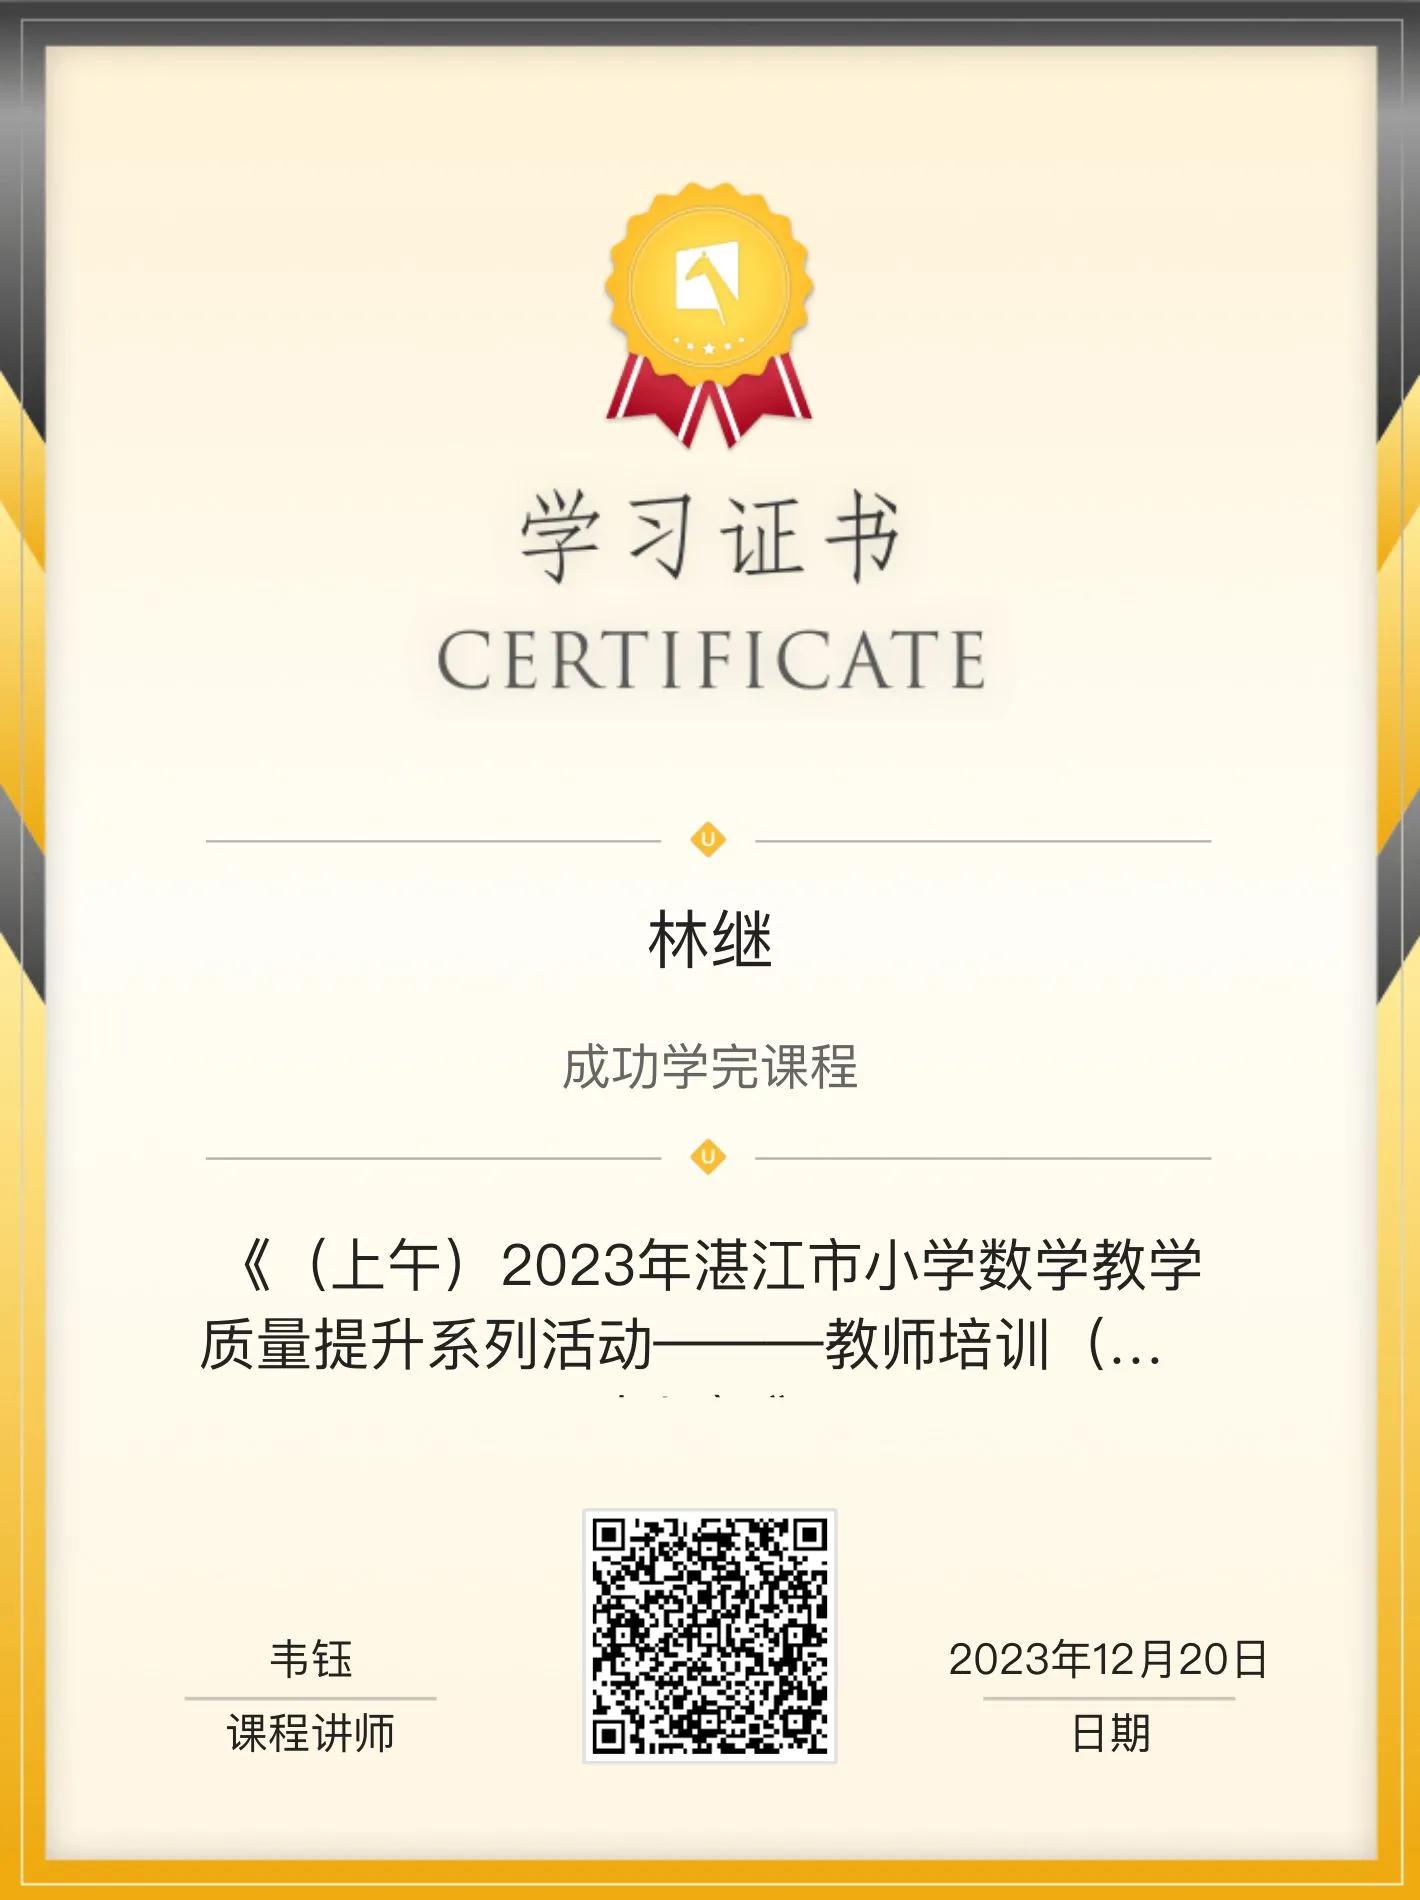 学习证书
CERTIFICATE
U
林继
成功学完课程
U
《（上午）2023年湛江市小学数学教学
质量提升系列活动———教师培训（...
韦钰
课程讲师
2023年12月20日
日期